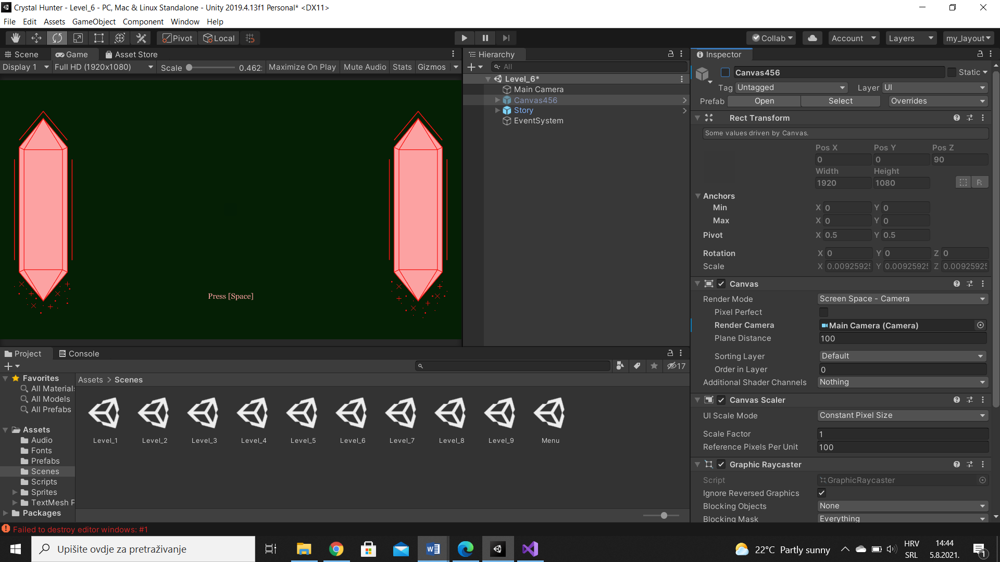 Crystal Hunter - Level_6 - PC, Mac & Linux Standalone - Unity 2019.4.13f1 Personal* <DX11>
File Edit Assets GameObject Component Window Help
Pivot Local Collab Account Layers my_layout
Scene Game Asset Store
Display 1 Full HD (1920x1080) Scale 0.462 Maximize On Play Mute Audio Stats Gizmos
Press [Space]
Hierarchy
All
Level_6*
Main Camera
Canvas456
Story
EventSystem
Inspector
Canvas456 Static
Tag Untagged Layer UI
Prefab Open Select Overrides
Rect Transform
Some values driven by Canvas.
Pos X Pos Y Pos Z
0 0 90
Width Height
1920 1080 R
Anchors
Min X 0 Y 0
Max X 0 Y 0
Pivot X 0.5 Y 0.5
Rotation X 0 Y 0 Z 0
Scale X 0.0092592 Y 0.0092592 Z 0.0092592
Canvas
Render Mode Screen Space - Camera
Pixel Perfect
Render Camera Main Camera (Camera)
Plane Distance 100
Sorting Layer Default
Order in Layer 0
Additional Shader Channels Nothing
Canvas Scaler
UI Scale Mode Constant Pixel Size
Scale Factor 1
Reference Pixels Per Unit 100
Graphic Raycaster
Script GraphicRaycaster
Ignore Reversed Graphics
Blocking Objects None
Blocking Mask Everything
Project Console
17
Favorites
All Materials
All Models
All Prefabs
Assets
Audio
Fonts
Prefabs
Scenes
Scripts
Sprites
TextMesh P
Packages
Assets > Scenes
Level_1 Level_2 Level_3 Level_4 Level_5 Level_6 Level_7 Level_8 Level_9 Menu
Failed to destroy editor windows: #1
Upišite ovdje za pretraživanje
22°C Partly sunny
HRV
SRL
14:44
5.8.2021.
1